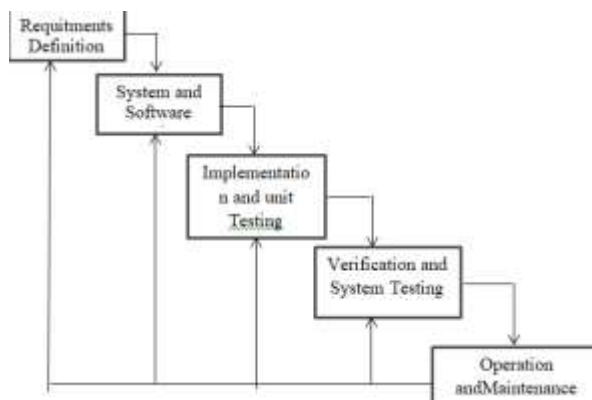 Requitments
Definition
System and
Software
Implementatio
n and unit
Testing
Verification and
System Testing
Operation
andMaintenance